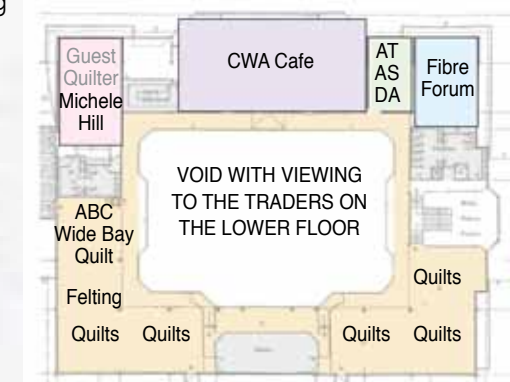 g
Guest
Quilter
Michele
Hill
CWA Cafe
AT
AS
DA
Fibre
Forum
VOID WITH VIEWING
TO THE TRADERS ON
THE LOWER FLOOR
ABC
Wide Bay
Quilt
Felting
Quilts
Quilts Quilts
Quilts Quilts